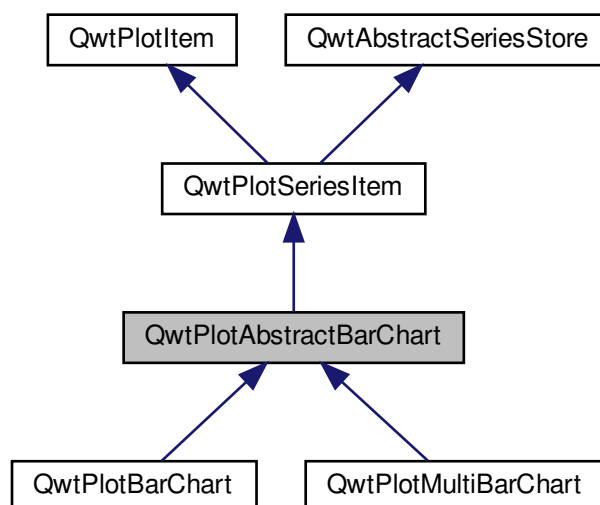 QwtPlotItem
QwtAbstractSeriesStore
QwtPlotSeriesItem
QwtPlotAbstractBarChart
QwtPlotBarChart
QwtPlotMultiBarChart